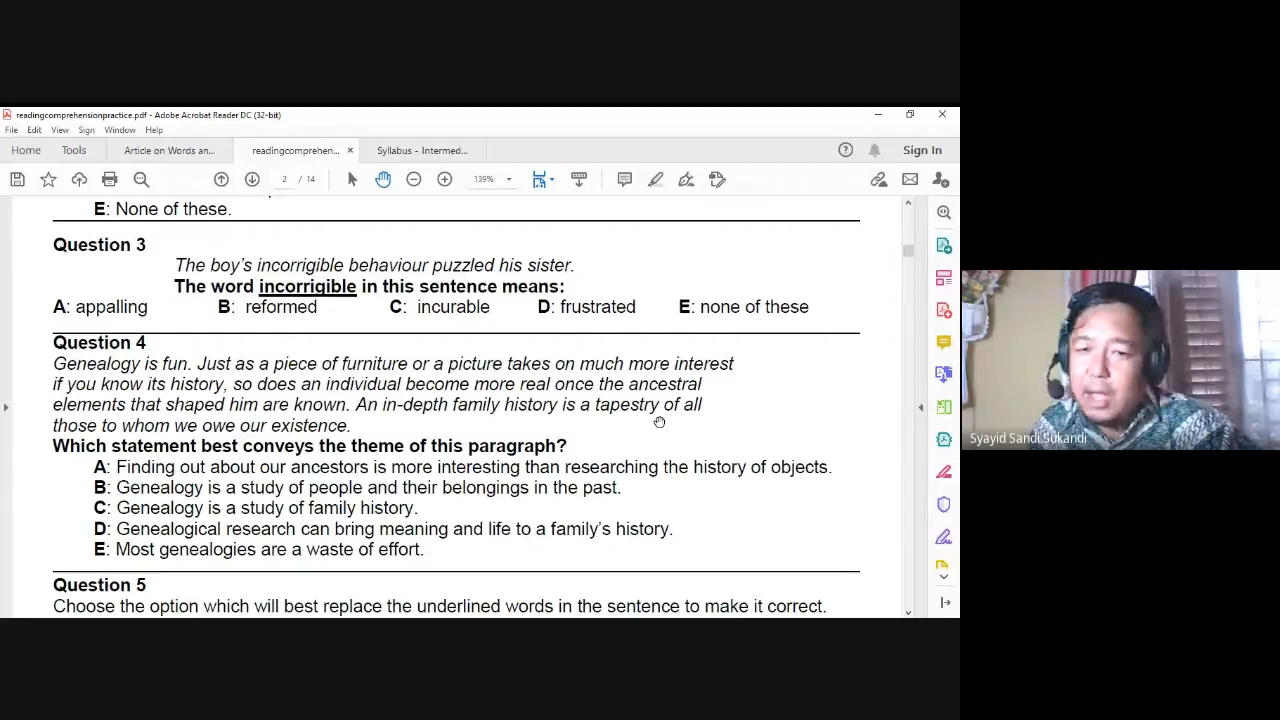 readingcomprehensionpractice.pdf - Adobe Acrobat Reader DC (32-bit)
File Edit View Sign Window Help
Home Tools Article on Words an... readingcomprehen... × Syllabus - Intermed... Sign In
2 / 14 139%
E: None of these.
Question 3
The boy's incorrigible behaviour puzzled his sister.
The word incorrigible in this sentence means:
A: appalling B: reformed C: incurable D: frustrated E: none of these
Question 4
Genealogy is fun. Just as a piece of furniture or a picture takes on much more interest
if you know its history, so does an individual become more real once the ancestral
elements that shaped him are known. An in-depth family history is a tapestry of all
those to whom we owe our existence.
Which statement best conveys the theme of this paragraph?
A: Finding out about our ancestors is more interesting than researching the history of objects.
B: Genealogy is a study of people and their belongings in the past.
C: Genealogy is a study of family history.
D: Genealogical research can bring meaning and life to a family's history.
E: Most genealogies are a waste of effort.
Question 5
Choose the option which will best replace the underlined words in the sentence to make it correct.
Syayid Sandi Sukandi